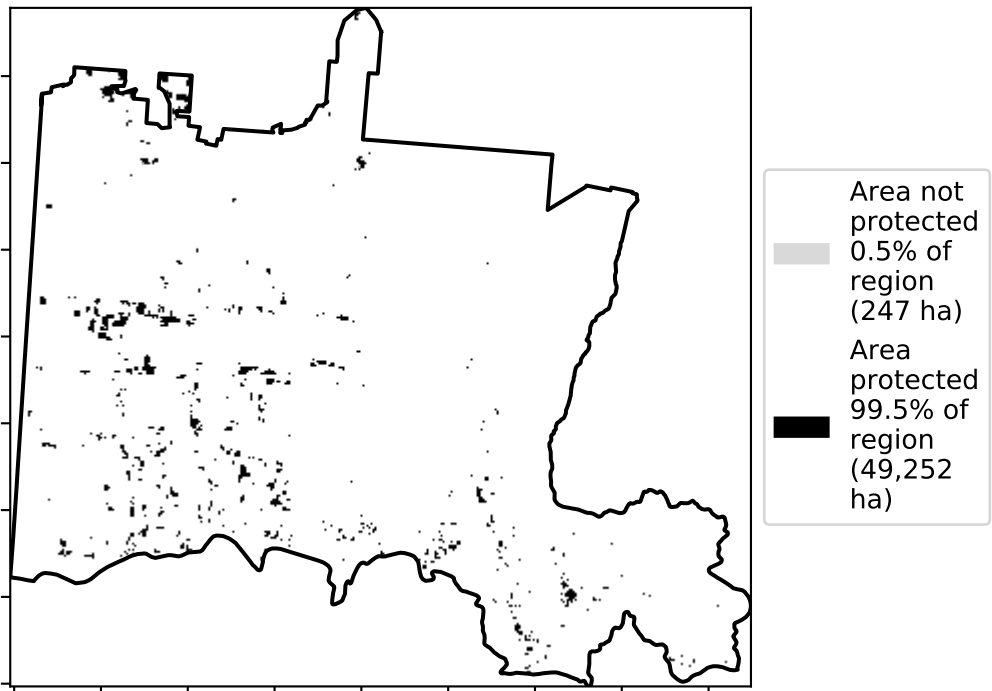 Area not
protected
0.5% of
region
(247 ha)
Area
protected
99.5% of
region
(49,252
ha)